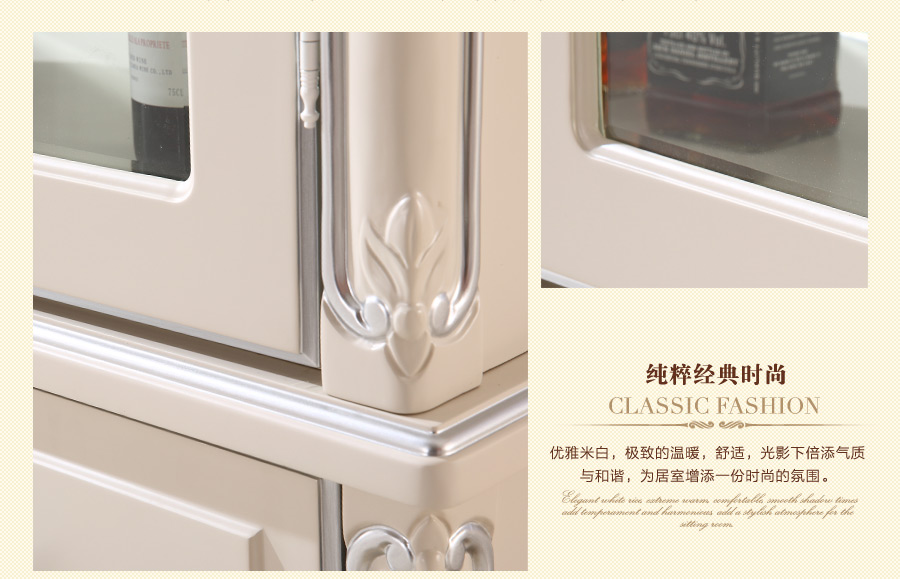 PROPRIETE
75CL
纯粹经典时尚
CLASSIC FASHION
优雅米白，极致的温暖，舒适，光影下倍添气质
与和谐，为居室增添一份时尚的氛围。
Elegant white rice, extreme warm, comfortable, smooth shadow times
add temperament and harmonious, add a stylish atmosphere for the
sitting room.